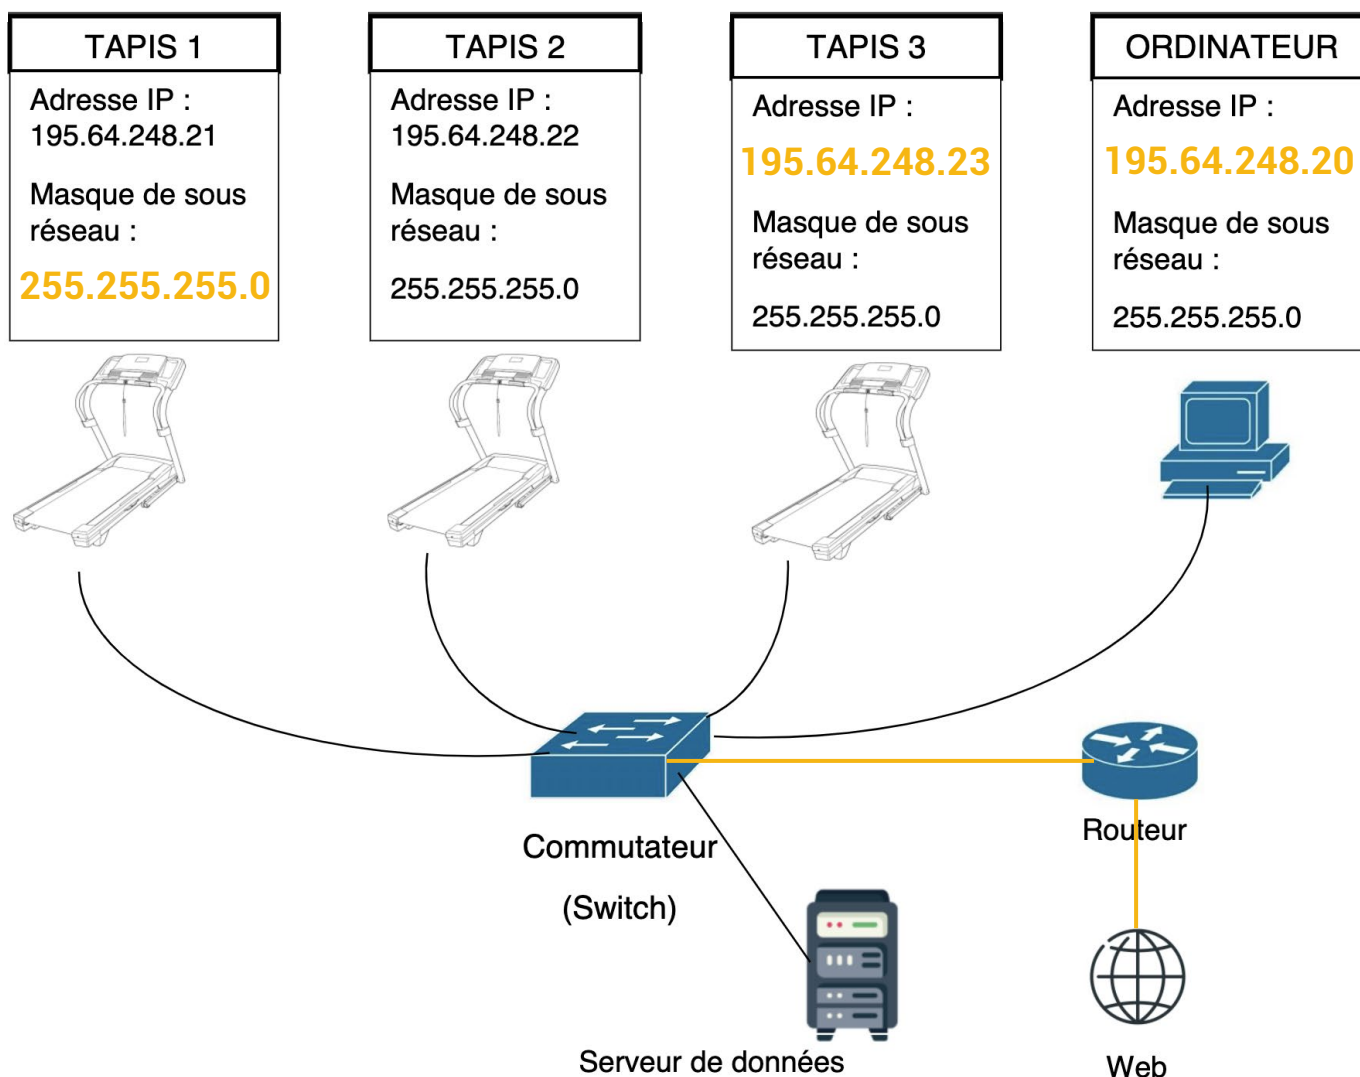 TAPIS 1
Adresse IP :
195.64.248.21
Masque de sous
réseau :
255.255.255.0
TAPIS 2
Adresse IP :
195.64.248.22
Masque de sous
réseau :
255.255.255.0
TAPIS 3
Adresse IP :
195.64.248.23
Masque de sous
réseau :
255.255.255.0
ORDINATEUR
Adresse IP :
195.64.248.20
Masque de sous
réseau :
255.255.255.0
Commutateur
(Switch)
Routeur
Serveur de données
Web